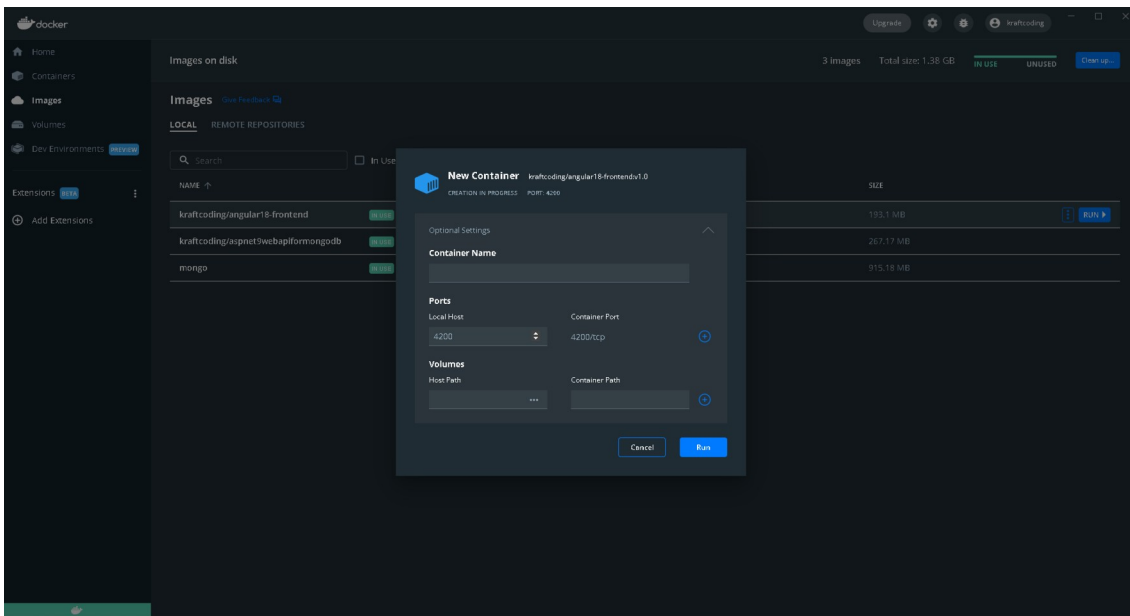 docker
Upgrade
kraftcoding
Home
Containers
Images
Volumes
Dev Environments PREVIEW
Extensions BETA
Add Extensions
Images on disk
3 images Total size: 1.38 GB IN USE UNUSED Clean up...
Images Give Feedback
LOCAL REMOTE REPOSITORIES
Search In Use
NAME SIZE
kraftcoding/angular18-frontend IN USE 193.1 MB RUN
kraftcoding/aspnet9webapiformongodb IN USE 267.17 MB
mongo IN USE 915.18 MB
New Container kraftcoding/angular18-frontend:v1.0
CREATION IN PROGRESS PORT: 4200
Optional Settings
Container Name
Ports
Local Host Container Port
4200 4200/tcp
Volumes
Host Path Container Path
...
Cancel Run